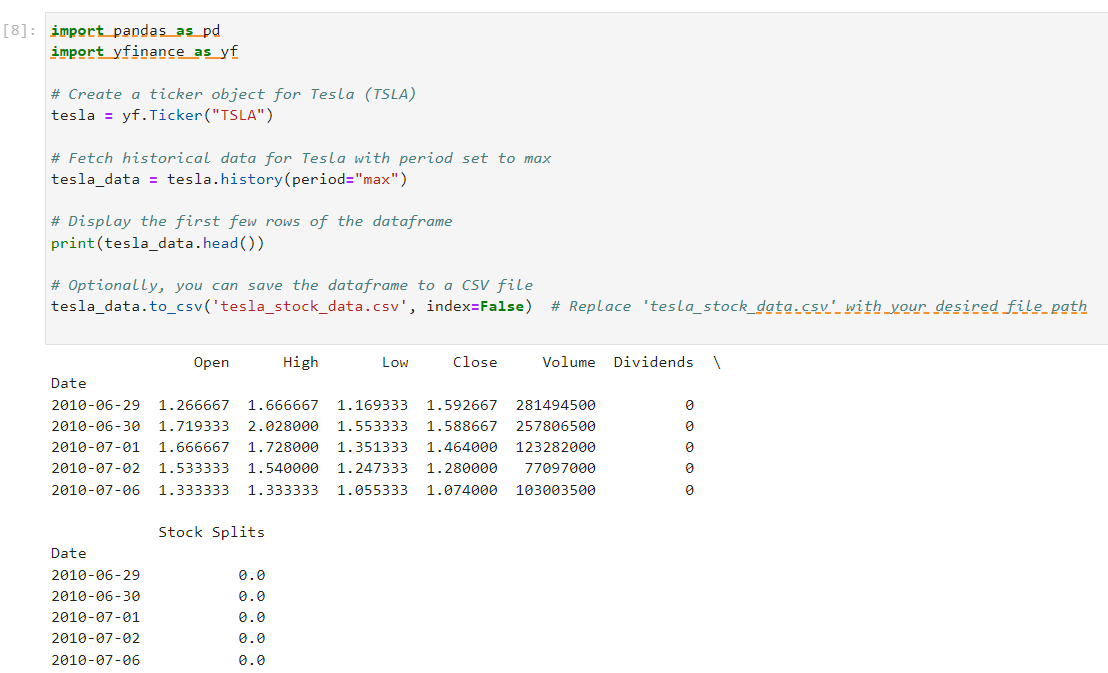 [8]: import pandas as pd
import yfinance as yf
# Create a ticker object for Tesla (TSLA)
tesla = yf.Ticker("TSLA")
# Fetch historical data for Tesla with period set to max
tesla_data = tesla.history(period="max")
# Display the first few rows of the dataframe
print(tesla_data.head())
# Optionally, you can save the dataframe to a CSV file
tesla_data.to_csv('tesla_stock_data.csv', index=False)  # Replace 'tesla_stock_data.csv' with your desired file path
Open High Low Close Volume Dividends \
Date
2010-06-29 1.266667 1.666667 1.169333 1.592667 281494500 0
2010-06-30 1.719333 2.028000 1.553333 1.588667 257806500 0
2010-07-01 1.666667 1.728000 1.351333 1.464000 123282000 0
2010-07-02 1.533333 1.540000 1.247333 1.280000 77097000 0
2010-07-06 1.333333 1.333333 1.055333 1.074000 103003500 0
Stock Splits
Date
2010-06-29 0.0
2010-06-30 0.0
2010-07-01 0.0
2010-07-02 0.0
2010-07-06 0.0